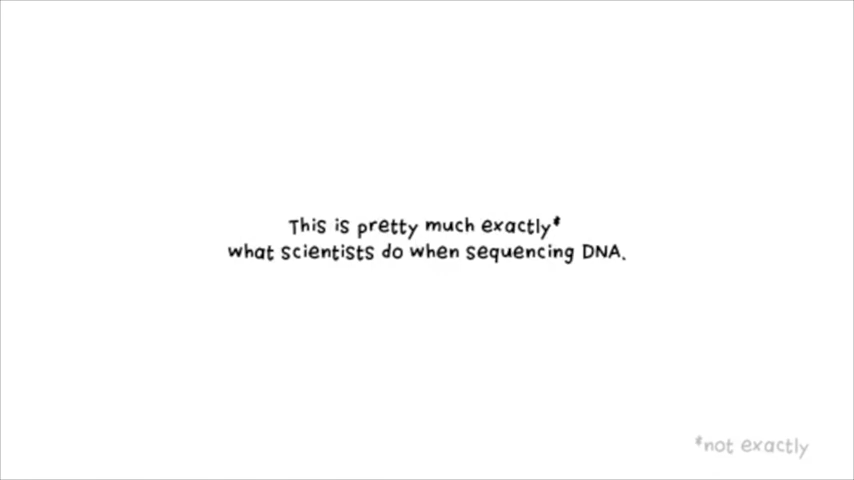 This is pretty much exactly*
what scientists do when sequencing DNA.
*not exactly